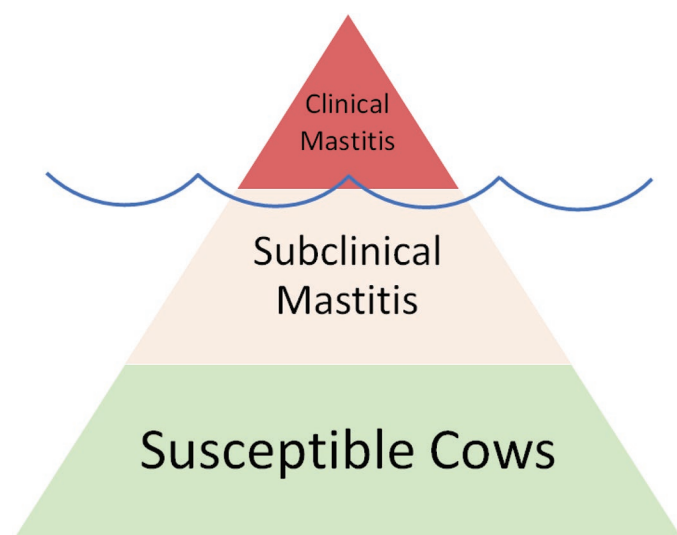 Clinical
Mastitis
Subclinical
Mastitis
Susceptible Cows